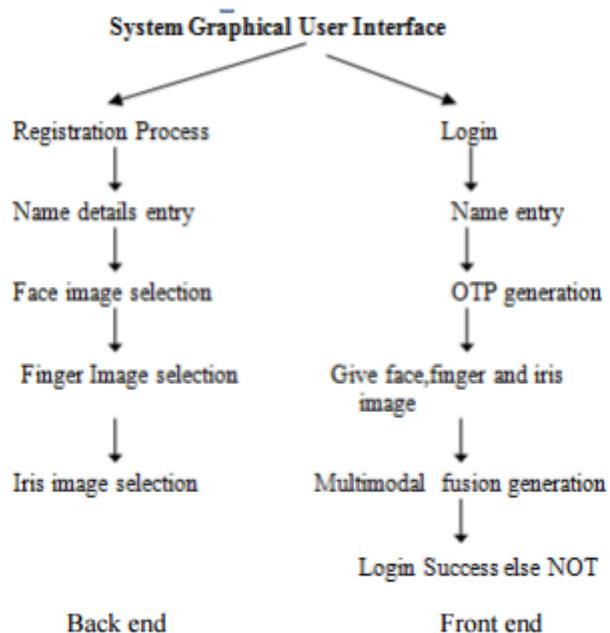 System Graphical User Interface
Registration Process
Name details entry
Face image selection
Finger Image selection
Iris image selection
Back end
Login
Name entry
OTP generation
Give face,finger and iris
image
Multimodal fusion generation
Login Success else NOT
Front end